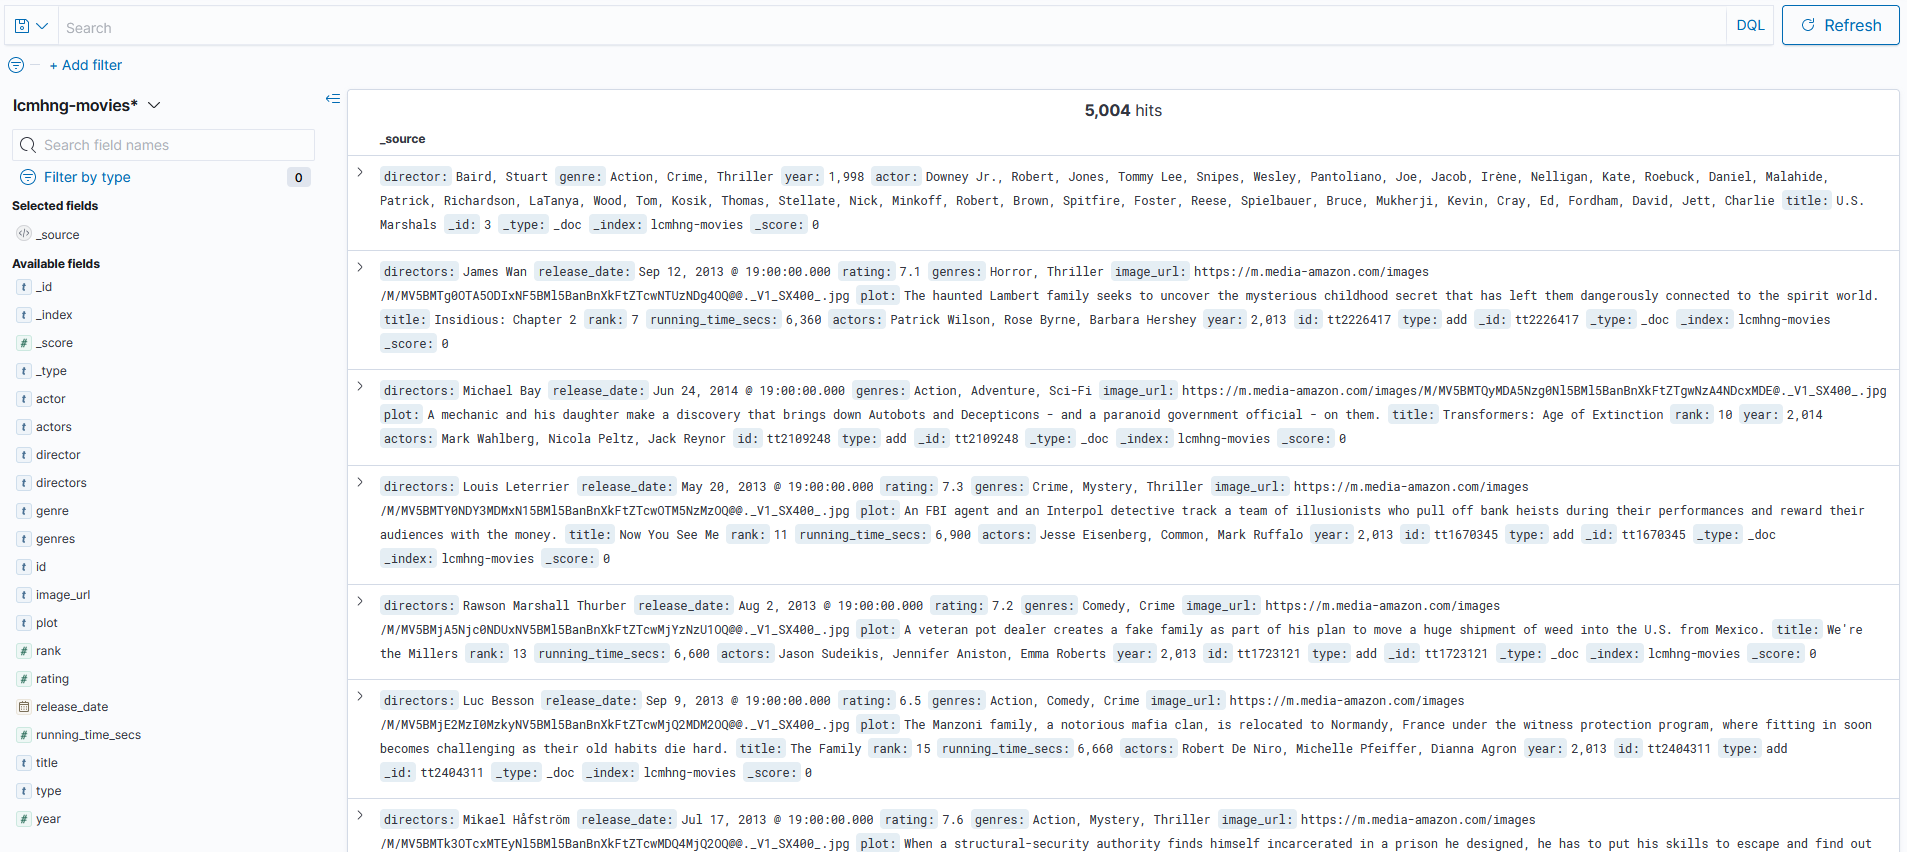 Search
DQL
Refresh
+ Add filter
lcmhng-movies*
Search field names
Filter by type 0
Selected fields
_source
Available fields
_id
_index
_score
_type
actor
actors
director
directors
genre
genres
id
image_url
plot
rank
rating
release_date
running_time_secs
title
type
year
5,004 hits
_source
director: Baird, Stuart genre: Action, Crime, Thriller year: 1,998 actor: Downey Jr., Robert, Jones, Tommy Lee, Snipes, Wesley, Pantoliano, Joe, Jacob, Irène, Nelligan, Kate, Roebuck, Daniel, Malahide,
Patrick, Richardson, LaTanya, Wood, Tom, Kosik, Thomas, Stellate, Nick, Minkoff, Robert, Brown, Spitfire, Foster, Reese, Spielbauer, Bruce, Mukherji, Kevin, Cray, Ed, Fordham, David, Jett, Charlie title: U.S.
Marshals _id: 3 _type: _doc _index: lcmhng-movies _score: 0
directors: James Wan release_date: Sep 12, 2013 @ 19:00:00.000 rating: 7.1 genres: Horror, Thriller image_url: https://m.media-amazon.com/images
/M/MV5BMTg0OTA5ODIxNF5BMl5BanBnXkFtZTcwNTUzNDg4OQ@@._V1_SX400_.jpg plot: The haunted Lambert family seeks to uncover the mysterious childhood secret that has left them dangerously connected to the spirit world.
title: Insidious: Chapter 2 rank: 7 running_time_secs: 6,360 actors: Patrick Wilson, Rose Byrne, Barbara Hershey year: 2,013 id: tt2226417 type: add _id: tt2226417 _type: _doc _index: lcmhng-movies
_score: 0
directors: Michael Bay release_date: Jun 24, 2014 @ 19:00:00.000 genres: Action, Adventure, Sci-Fi image_url: https://m.media-amazon.com/images/M/MV5BMTQyMDA5Nzg0Nl5BMl5BanBnXkFtZTgwNzA4NDcxMDE@._V1_SX400_.jpg
plot: A mechanic and his daughter make a discovery that brings down Autobots and Decepticons - and a paranoid government official - on them. title: Transformers: Age of Extinction rank: 10 year: 2,014
actors: Mark Wahlberg, Nicola Peltz, Jack Reynor id: tt2109248 type: add _id: tt2109248 _type: _doc _index: lcmhng-movies _score: 0
directors: Louis Leterrier release_date: May 20, 2013 @ 19:00:00.000 rating: 7.3 genres: Crime, Mystery, Thriller image_url: https://m.media-amazon.com/images
/M/MV5BMTY0NDY3MDMxN15BMl5BanBnXkFtZTcwOTM5NzMzOQ@@._V1_SX400_.jpg plot: An FBI agent and an Interpol detective track a team of illusionists who pull off bank heists during their performances and reward their
audiences with the money. title: Now You See Me rank: 11 running_time_secs: 6,900 actors: Jesse Eisenberg, Common, Mark Ruffalo year: 2,013 id: tt1670345 type: add _id: tt1670345 _type: _doc
_index: lcmhng-movies _score: 0
directors: Rawson Marshall Thurber release_date: Aug 2, 2013 @ 19:00:00.000 rating: 7.2 genres: Comedy, Crime image_url: https://m.media-amazon.com/images
/M/MV5BMjA5Njc0NDUxNV5BMl5BanBnXkFtZTcwMjYzNzU1OQ@@._V1_SX400_.jpg plot: A veteran pot dealer creates a fake family as part of his plan to move a huge shipment of weed into the U.S. from Mexico. title: We're
the Millers rank: 13 running_time_secs: 6,600 actors: Jason Sudeikis, Jennifer Aniston, Emma Roberts year: 2,013 id: tt1723121 type: add _id: tt1723121 _type: _doc _index: lcmhng-movies _score: 0
directors: Luc Besson release_date: Sep 9, 2013 @ 19:00:00.000 rating: 6.5 genres: Action, Comedy, Crime image_url: https://m.media-amazon.com/images
/M/MV5BMjE2MzI0MzkyNV5BMl5BanBnXkFtZTcwMjQ2MDM2OQ@@._V1_SX400_.jpg plot: The Manzoni family, a notorious mafia clan, is relocated to Normandy, France under the witness protection program, where fitting in soon
becomes challenging as their old habits die hard. title: The Family rank: 15 running_time_secs: 6,660 actors: Robert De Niro, Michelle Pfeiffer, Dianna Agron year: 2,013 id: tt2404311 type: add
_id: tt2404311 _type: _doc _index: lcmhng-movies _score: 0
directors: Mikael Håfström release_date: Jul 17, 2013 @ 19:00:00.000 rating: 7.6 genres: Action, Mystery, Thriller image_url: https://m.media-amazon.com/images
/M/MV5BMTk3OTcxMTEyNl5BMl5BanBnXkFtZTcwMDQ4MjQ2OQ@@._V1_SX400_.jpg plot: When a structural-security authority finds himself incarcerated in a prison he designed, he has to put his skills to escape and find out